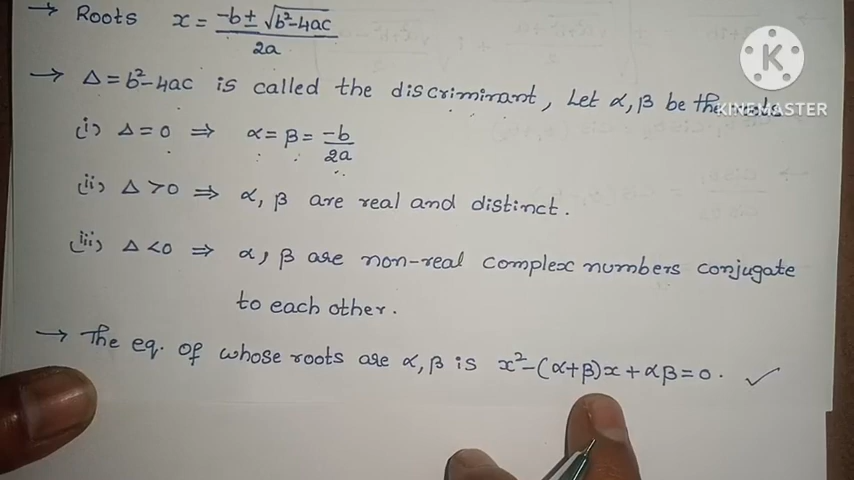 → Roots x = -b ± √b²-4ac / 2a
→ Δ = b²-4ac is called the discriminant, Let α, β be the roots
(i) Δ = 0 ⇒ α = β = -b / 2a
(ii) Δ > 0 ⇒ α, β are real and distinct.
(iii) Δ < 0 ⇒ α, β are non-real complex numbers conjugate
to each other.
→ The eq. of whose roots are α, β is x² - (α+β)x + αβ = 0. ✓
K
KINEMASTER